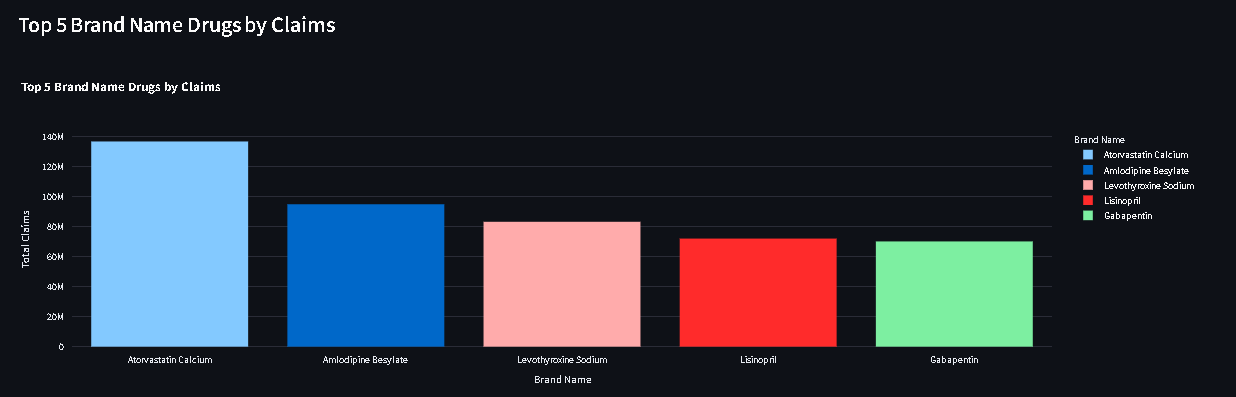 Top 5 Brand Name Drugs by Claims
Top 5 Brand Name Drugs by Claims
Total Claims
140M
120M
100M
80M
60M
40M
20M
0
Atorvastatin Calcium
Amlodipine Besylate
Levothyroxine Sodium
Lisinopril
Gabapentin
Brand Name
Brand Name
Atorvastatin Calcium
Amlodipine Besylate
Levothyroxine Sodium
Lisinopril
Gabapentin